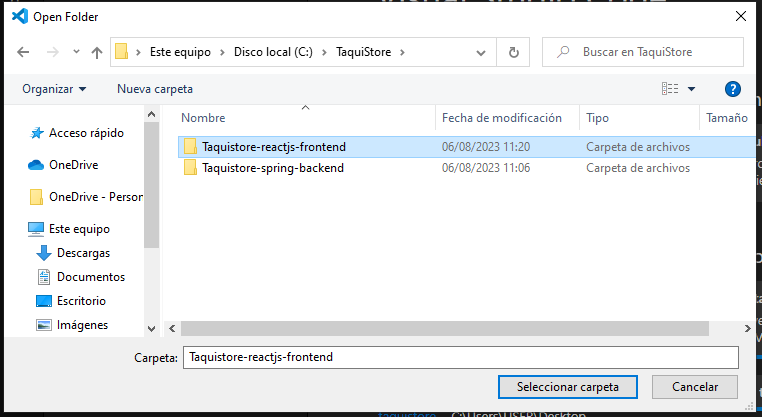 Open Folder
Este equipo > Disco local (C:) > TaquiStore >
Buscar en TaquiStore
Organizar
Nueva carpeta
Nombre
Fecha de modificación
Tipo
Tamaño
Acceso rápido
OneDrive
OneDrive - Person
Este equipo
Descargas
Documentos
Escritorio
Imágenes
Taquistore-reactjs-frontend 06/08/2023 11:20 Carpeta de archivos
Taquistore-spring-backend 06/08/2023 11:06 Carpeta de archivos
Carpeta: Taquistore-reactjs-frontend
Seleccionar carpeta
Cancelar